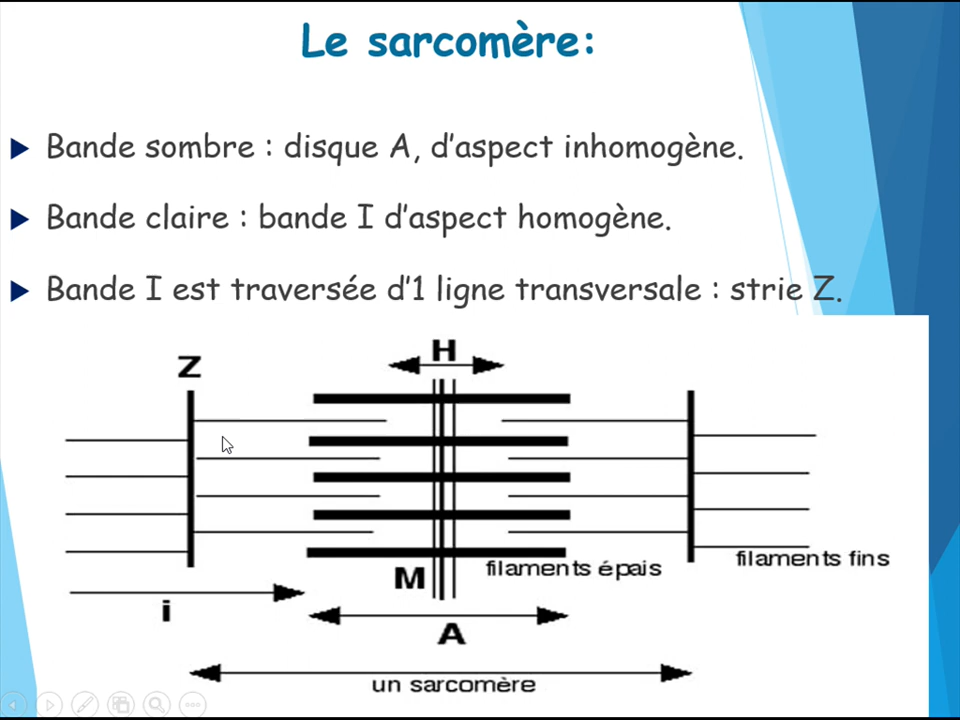 Le sarcomère:
Bande sombre : disque A, d’aspect inhomogène.
Bande claire : bande I d’aspect homogène.
Bande I est traversée d’1 ligne transversale : strie Z.
H
Z
filaments fins
filaments épais
M
i
A
un sarcomère